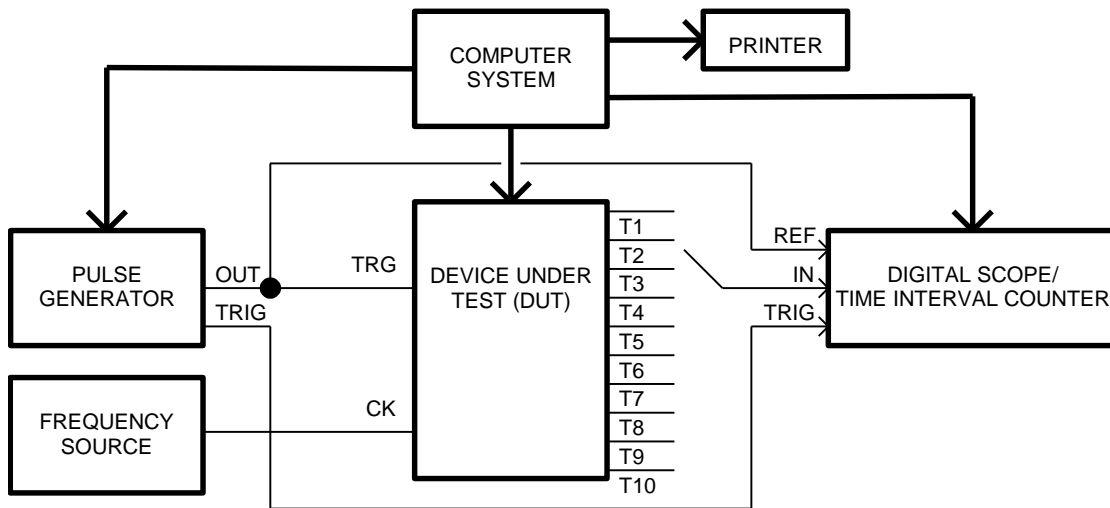 COMPUTER
SYSTEM
PRINTER
PULSE
GENERATOR
OUT
TRIG
TRG
DEVICE UNDER
TEST (DUT)
T1
T2
T3
T4
T5
T6
T7
T8
T9
T10
REF
IN
TRIG
DIGITAL SCOPE/
TIME INTERVAL COUNTER
FREQUENCY
SOURCE
CK